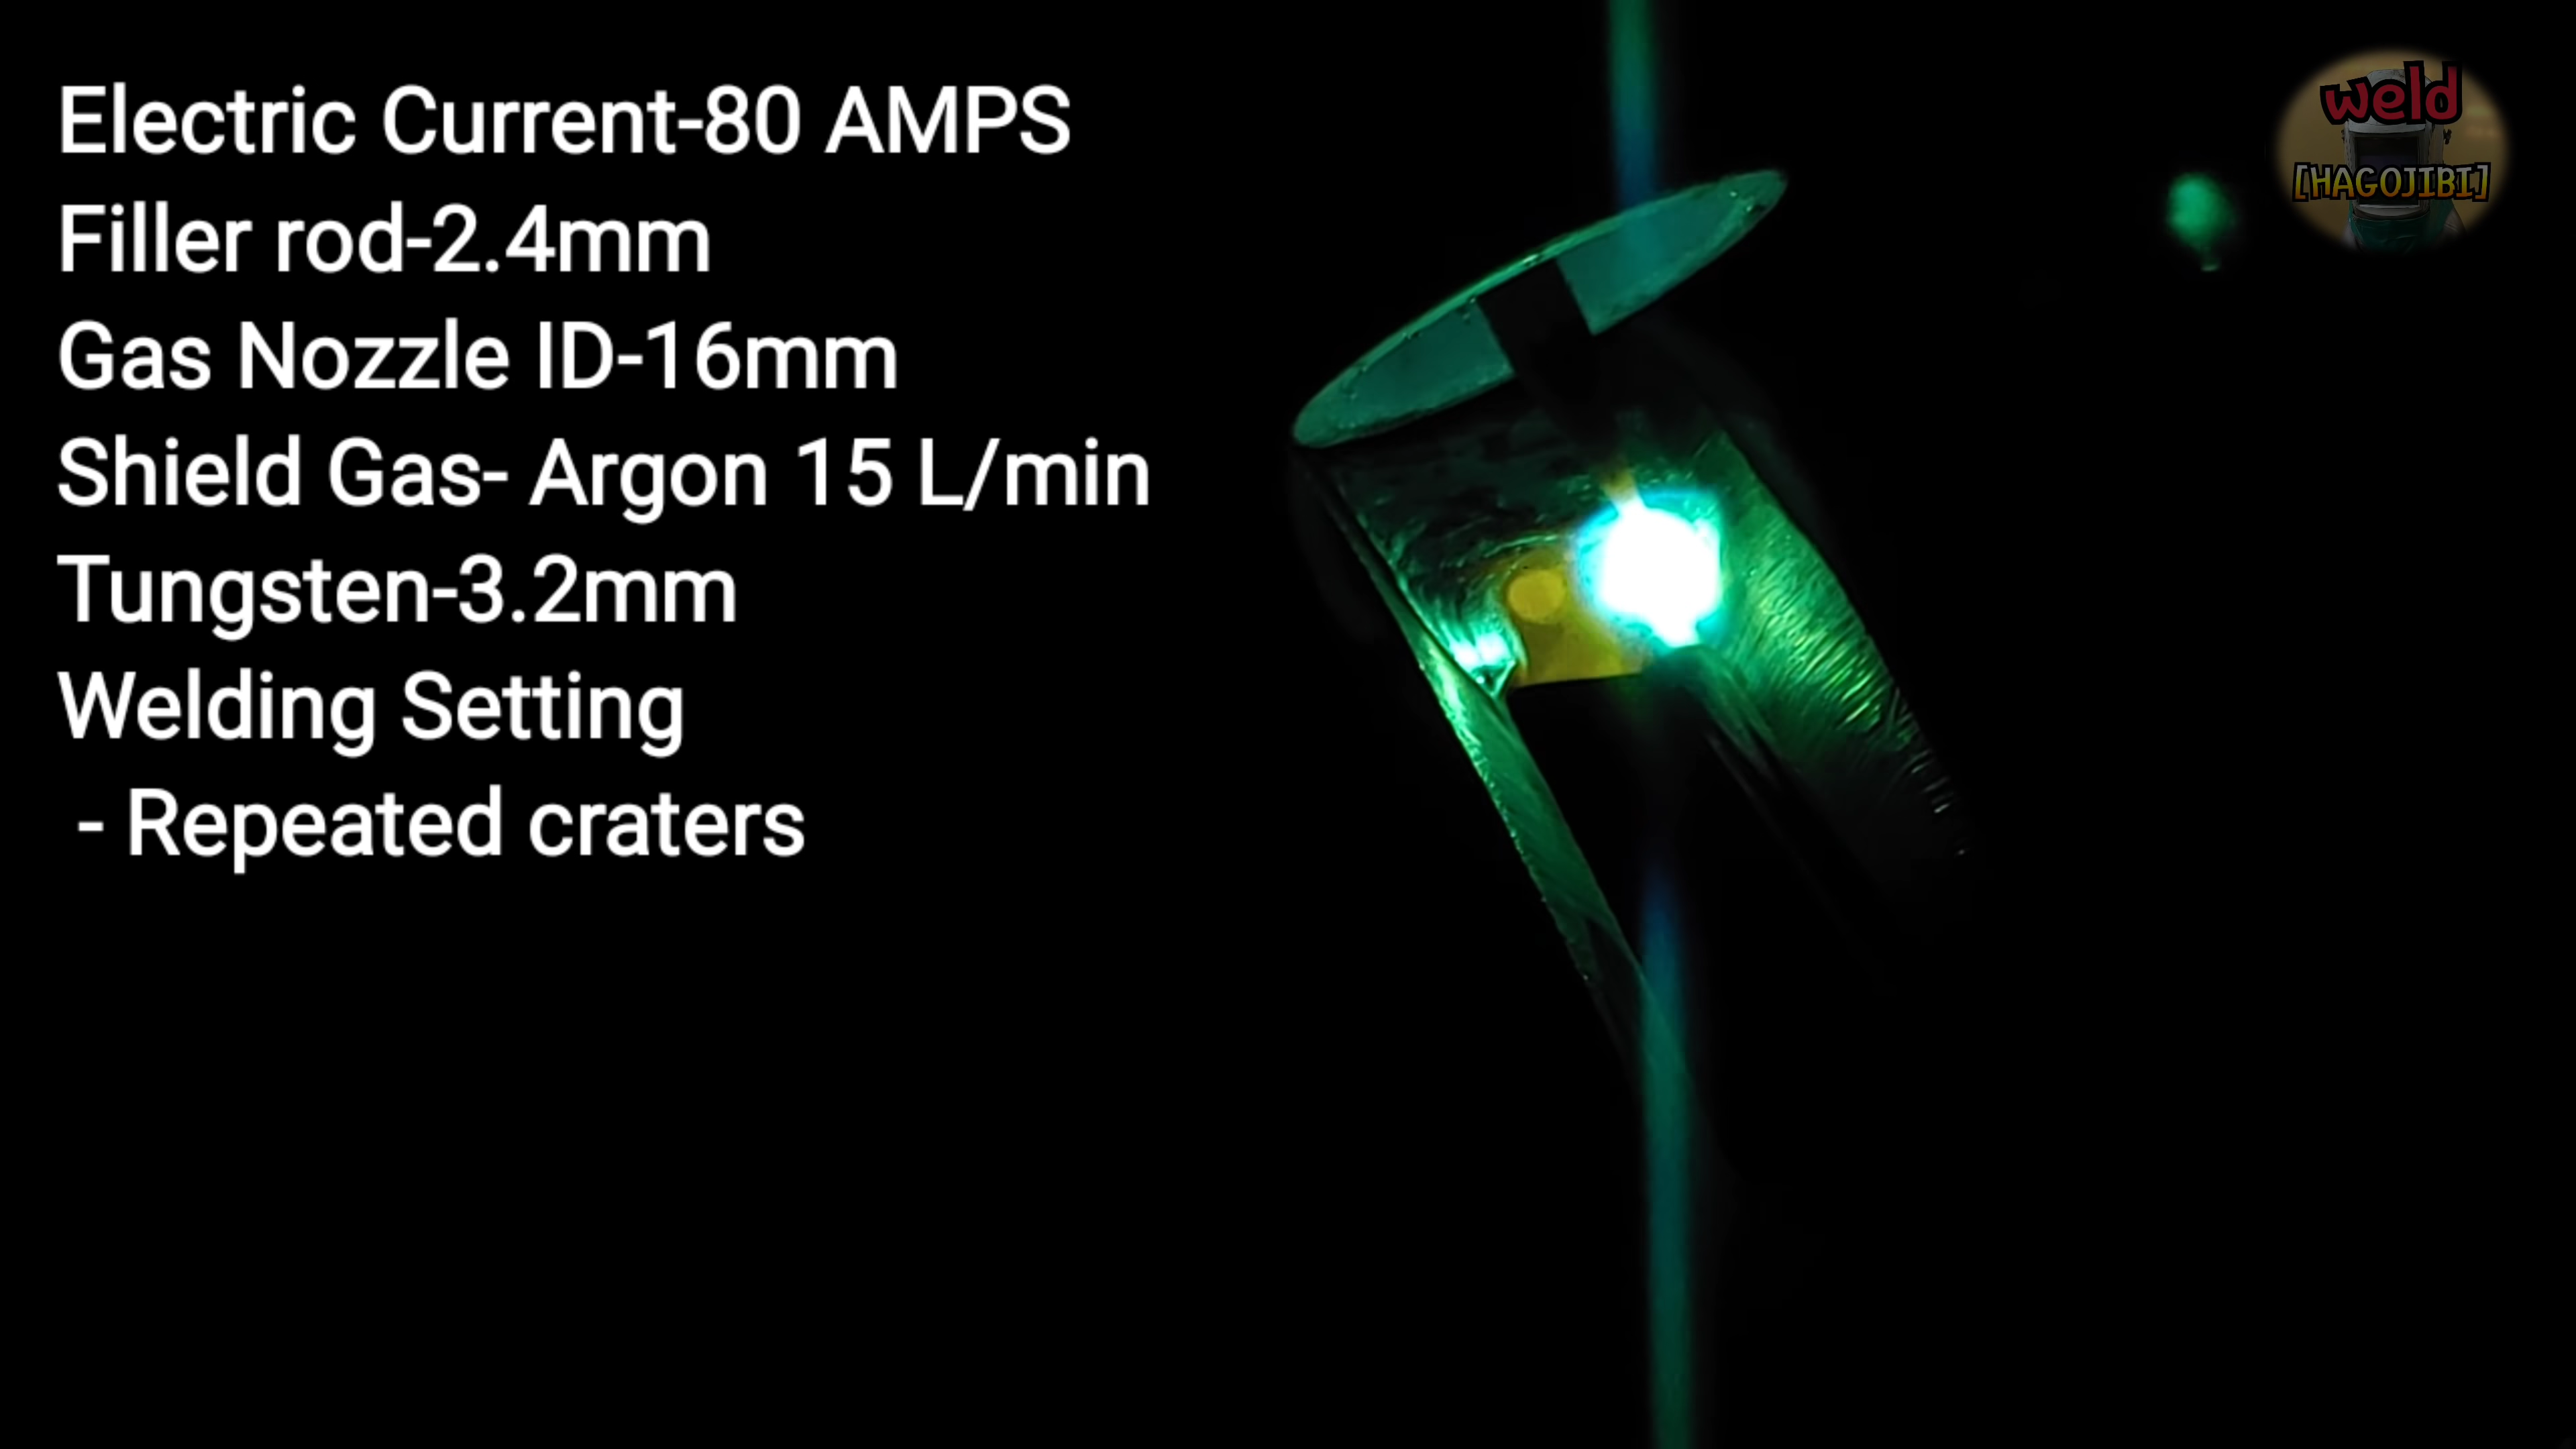 Electric Current-80 AMPS
Filler rod-2.4mm
Gas Nozzle ID-16mm
Shield Gas- Argon 15 L/min
Tungsten-3.2mm
Welding Setting
- Repeated craters
weld
[HAGOJIBI]